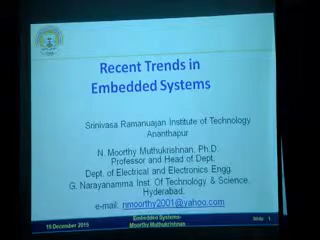 Recent Trends in
Embedded Systems
Srinivasa Ramanuajan Institute of Technology
Ananthapur
N. Moorthy Muthukrishnan, Ph.D.
Professor and Head of Dept.
Dept. of Electrical and Electronics Engg.
G. Narayanamma Inst. Of Technology & Science,
Hyderabad.
e-mail: nmoorthy2001@yahoo.com
19 December 2015
Embedded Systems-
Moorthy Muthukrishnan
Slide 1